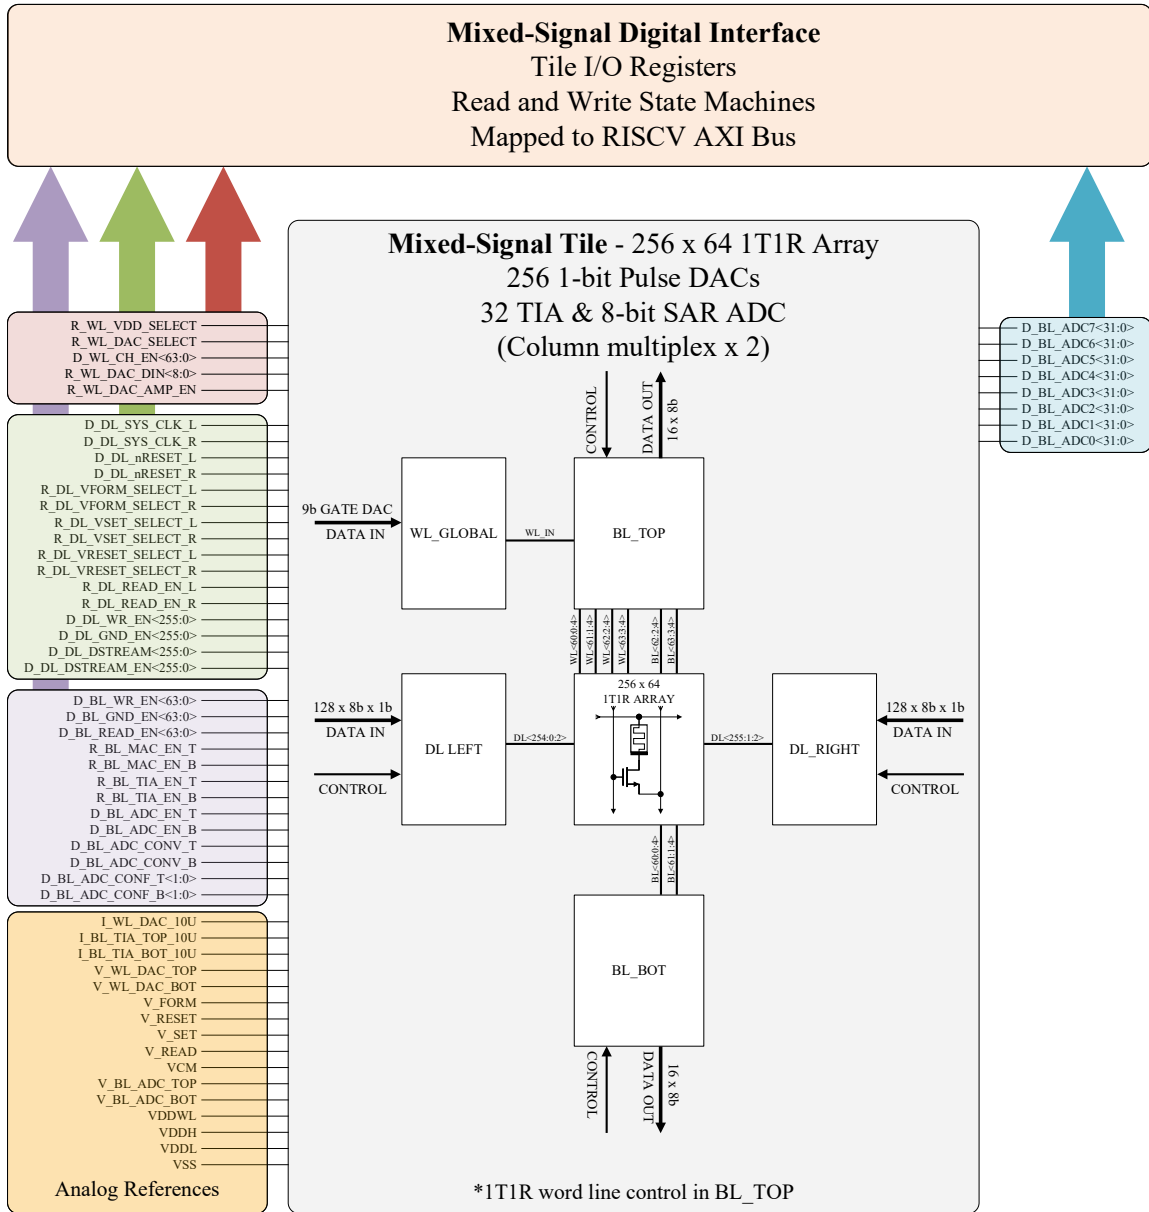 Mixed-Signal Digital Interface
Tile I/O Registers
Read and Write State Machines
Mapped to RISCV AXI Bus
R_WL_VDD_SELECT
R_WL_DAC_SELECT
D_WL_CH_EN<63:0>
R_WL_DAC_DIN<8:0>
R_WL_DAC_AMP_EN
D_DL_SYS_CLK_L
D_DL_SYS_CLK_R
D_DL_nRESET_L
D_DL_nRESET_R
R_DL_VFORM_SELECT_L
R_DL_VFORM_SELECT_R
R_DL_VSET_SELECT_L
R_DL_VSET_SELECT_R
R_DL_VRESET_SELECT_L
R_DL_VRESET_SELECT_R
R_DL_READ_EN_L
R_DL_READ_EN_R
D_DL_WR_EN<255:0>
D_DL_GND_EN<255:0>
D_DL_DSTREAM<255:0>
D_DL_DSTREAM_EN<255:0>
D_BL_WR_EN<63:0>
D_BL_GND_EN<63:0>
D_BL_READ_EN<63:0>
R_BL_MAC_EN_T
R_BL_MAC_EN_B
R_BL_TIA_EN_T
R_BL_TIA_EN_B
D_BL_ADC_EN_T
D_BL_ADC_EN_B
D_BL_ADC_CONV_T
D_BL_ADC_CONV_B
D_BL_ADC_CONF_T<1:0>
D_BL_ADC_CONF_B<1:0>
I_WL_DAC_10U
I_BL_TIA_TOP_10U
I_BL_TIA_BOT_10U
V_WL_DAC_TOP
V_WL_DAC_BOT
V_FORM
V_RESET
V_SET
V_READ
VCM
V_BL_ADC_TOP
V_BL_ADC_BOT
VDDWL
VDDH
VDDL
VSS
Analog References
Mixed-Signal Tile - 256 x 64 1T1R Array
256 1-bit Pulse DACs
32 TIA & 8-bit SAR ADC
(Column multiplex x 2)
CONTROL
DATA OUT
16 x 8b
9b GATE DAC
DATA IN
WL_GLOBAL
WL_IN
BL_TOP
WL<60:0:4>
WL<61:1:4>
WL<62:2:4>
WL<63:3:4>
BL<62:2:4>
BL<63:3:4>
128 x 8b x 1b
DATA IN
CONTROL
DL LEFT
DL<254:0:2>
256 x 64
1T1R ARRAY
DL<255:1:2>
DL_RIGHT
128 x 8b x 1b
DATA IN
CONTROL
BL<60:0:4>
BL<61:1:4>
BL_BOT
CONTROL
DATA OUT
16 x 8b
*1T1R word line control in BL_TOP
D_BL_ADC7<31:0>
D_BL_ADC6<31:0>
D_BL_ADC5<31:0>
D_BL_ADC4<31:0>
D_BL_ADC3<31:0>
D_BL_ADC2<31:0>
D_BL_ADC1<31:0>
D_BL_ADC0<31:0>